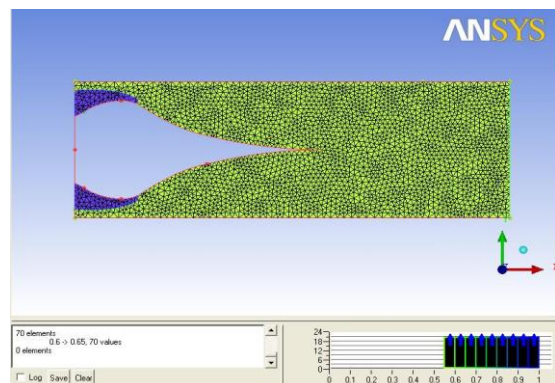 ANSYS
70 elements
0.6 -> 0.65, 70 values
0 elements
Log Save Clear
24
18
12
6
0
0 0.1 0.2 0.3 0.4 0.5 0.6 0.7 0.8 0.9 1